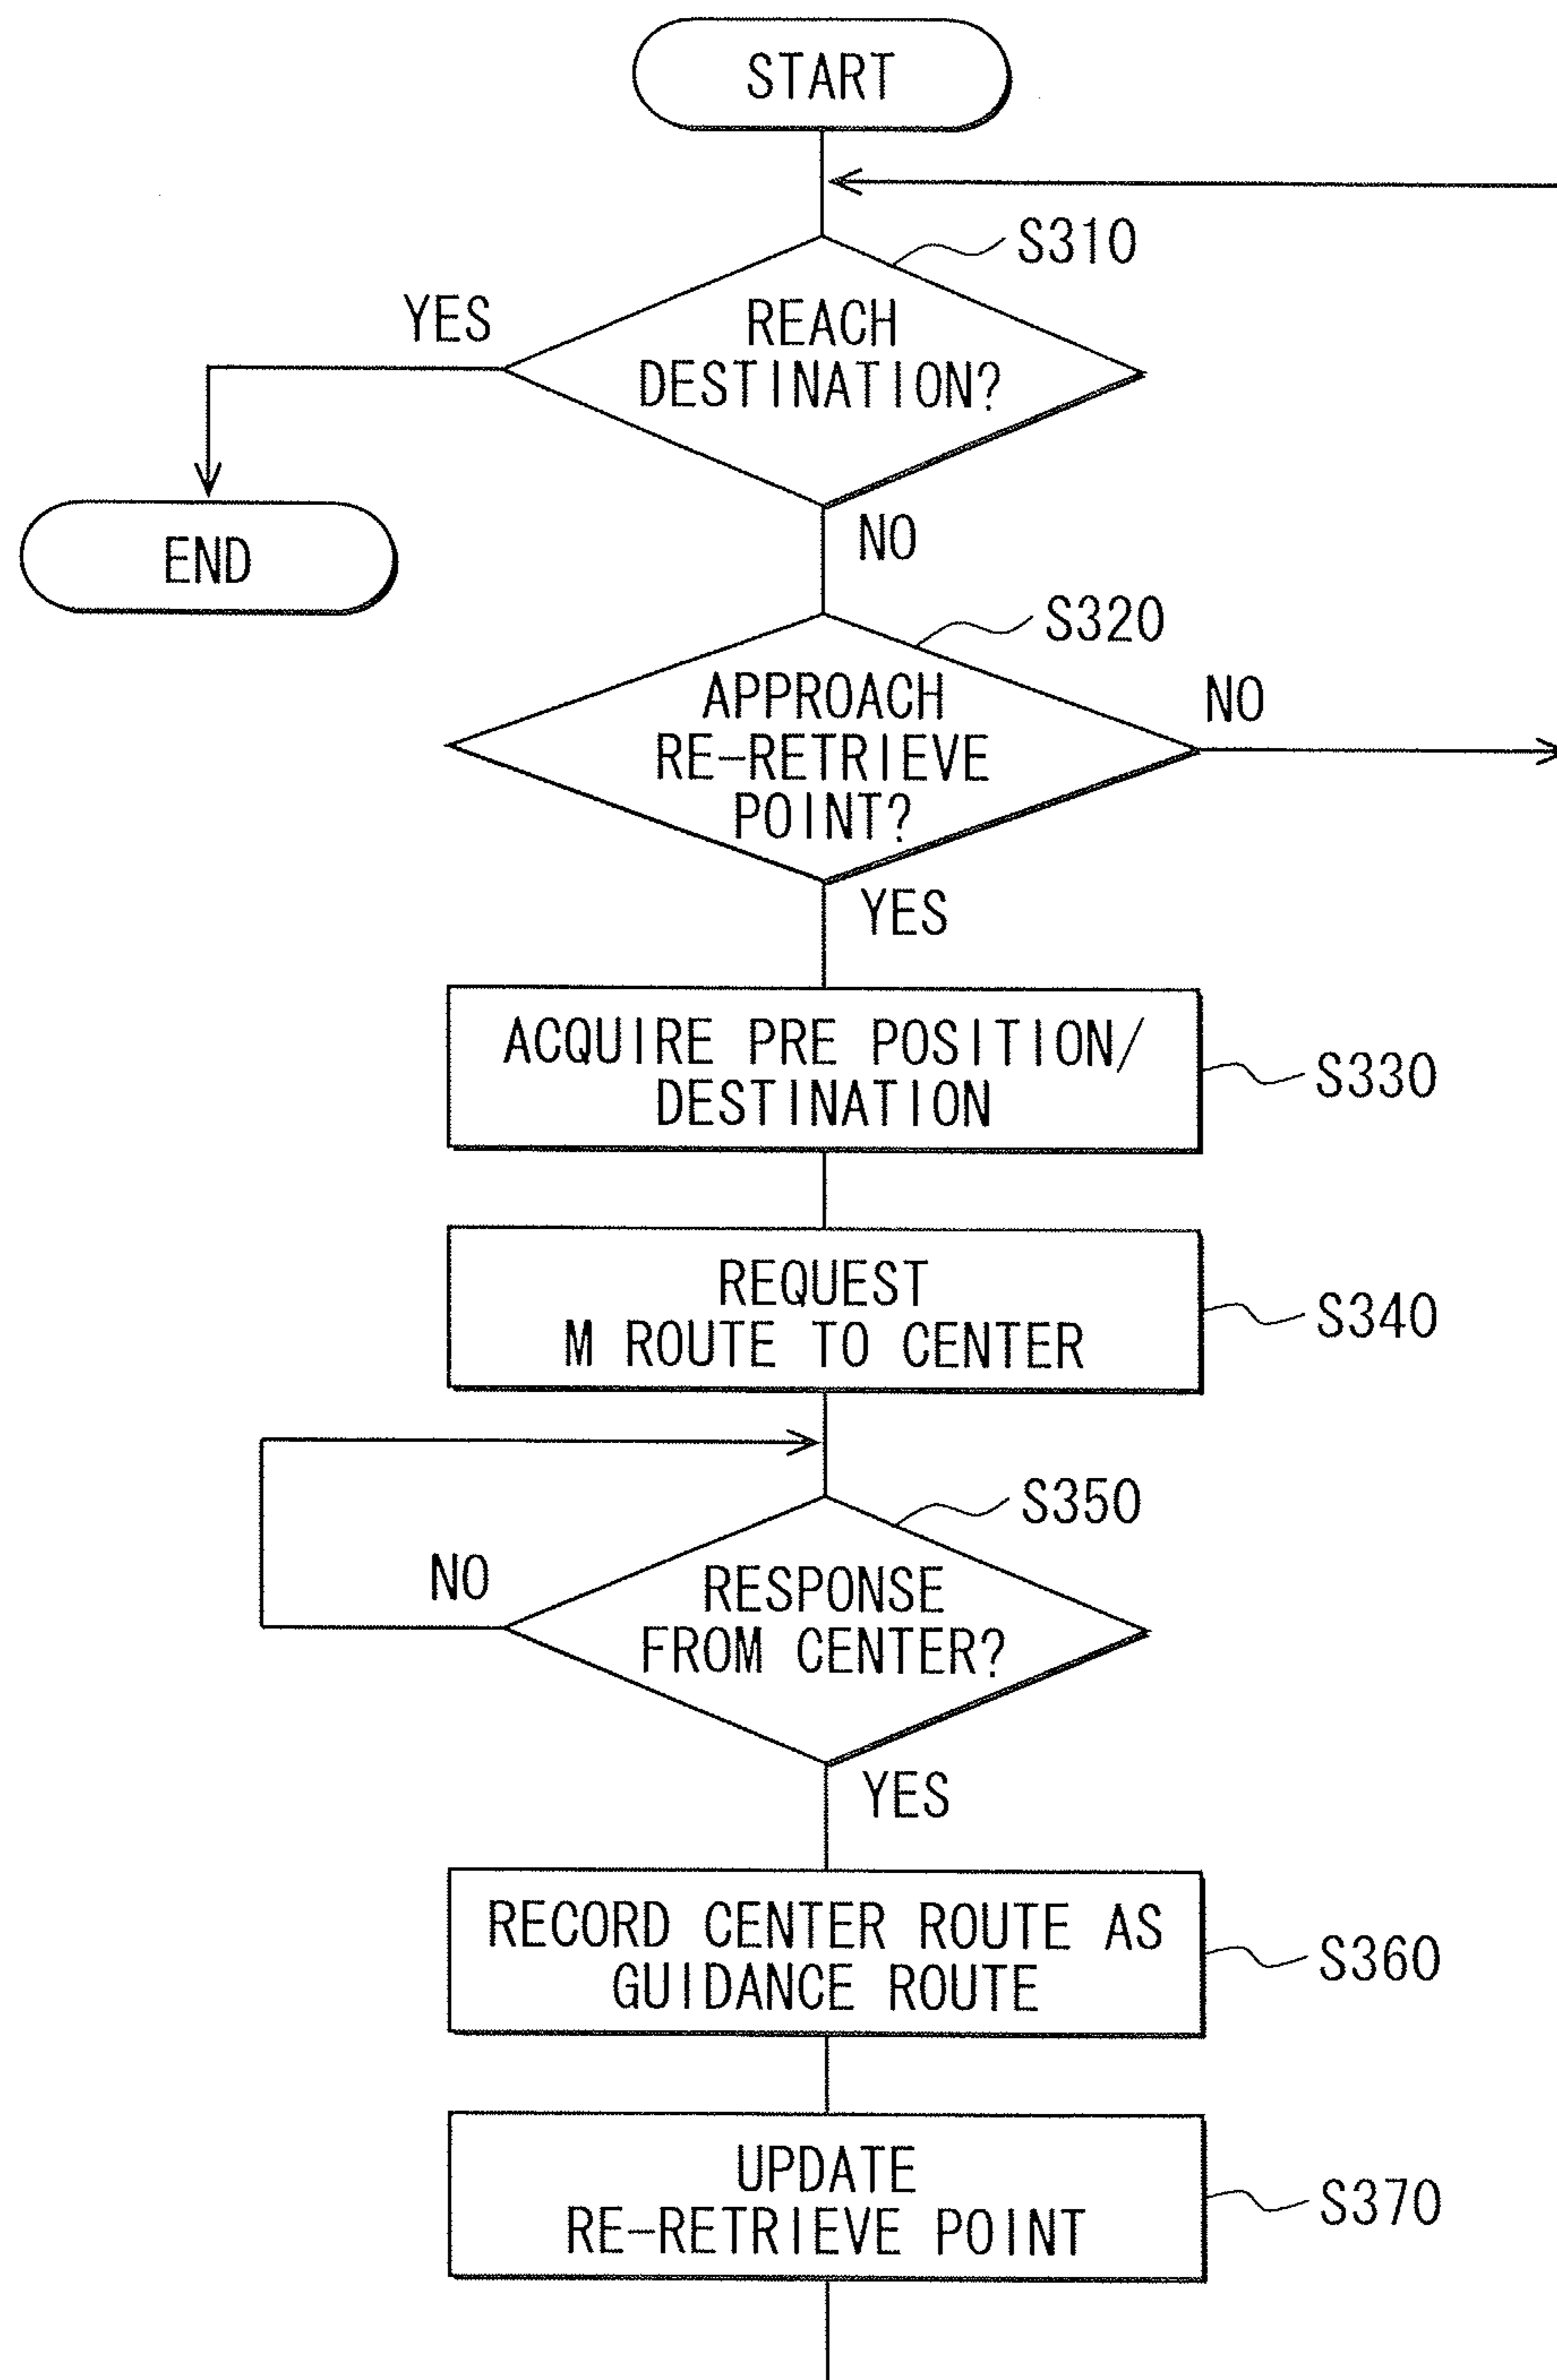 START
S310
YES
REACH
DESTINATION?
END
NO
S320
APPROACH
RE-RETRIEVE
POINT?
NO
YES
ACQUIRE PRE POSITION/
DESTINATION
S330
REQUEST
M ROUTE TO CENTER
S340
S350
NO
RESPONSE
FROM CENTER?
YES
RECORD CENTER ROUTE AS
GUIDANCE ROUTE
S360
UPDATE
RE-RETRIEVE POINT
S370